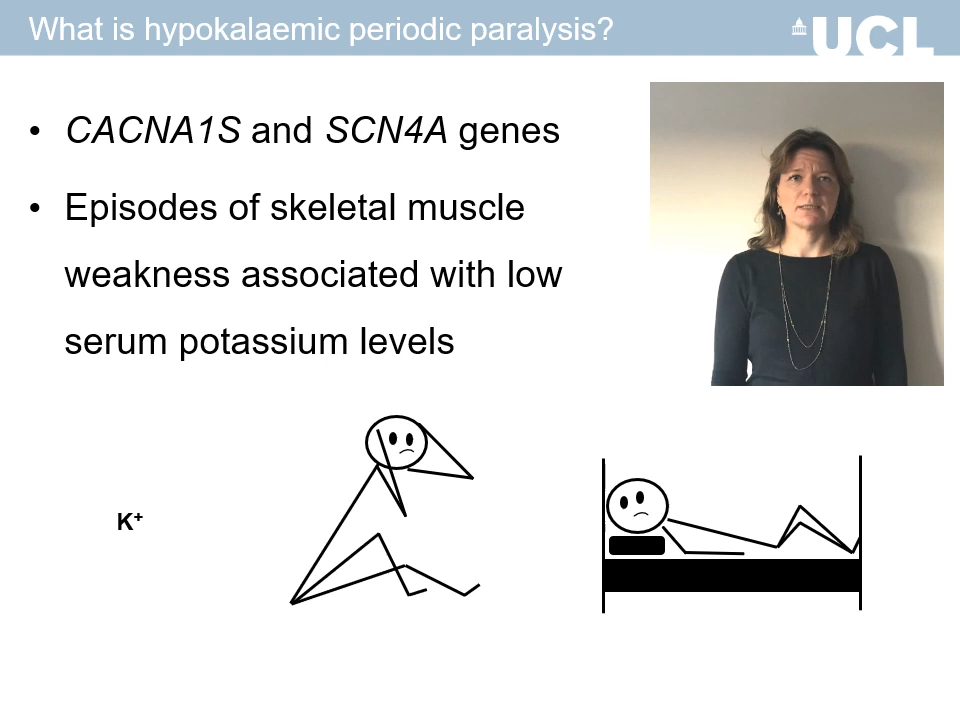 What is hypokalaemic periodic paralysis?
UCL
• CACNA1S and SCN4A genes
• Episodes of skeletal muscle
weakness associated with low
serum potassium levels
K⁺